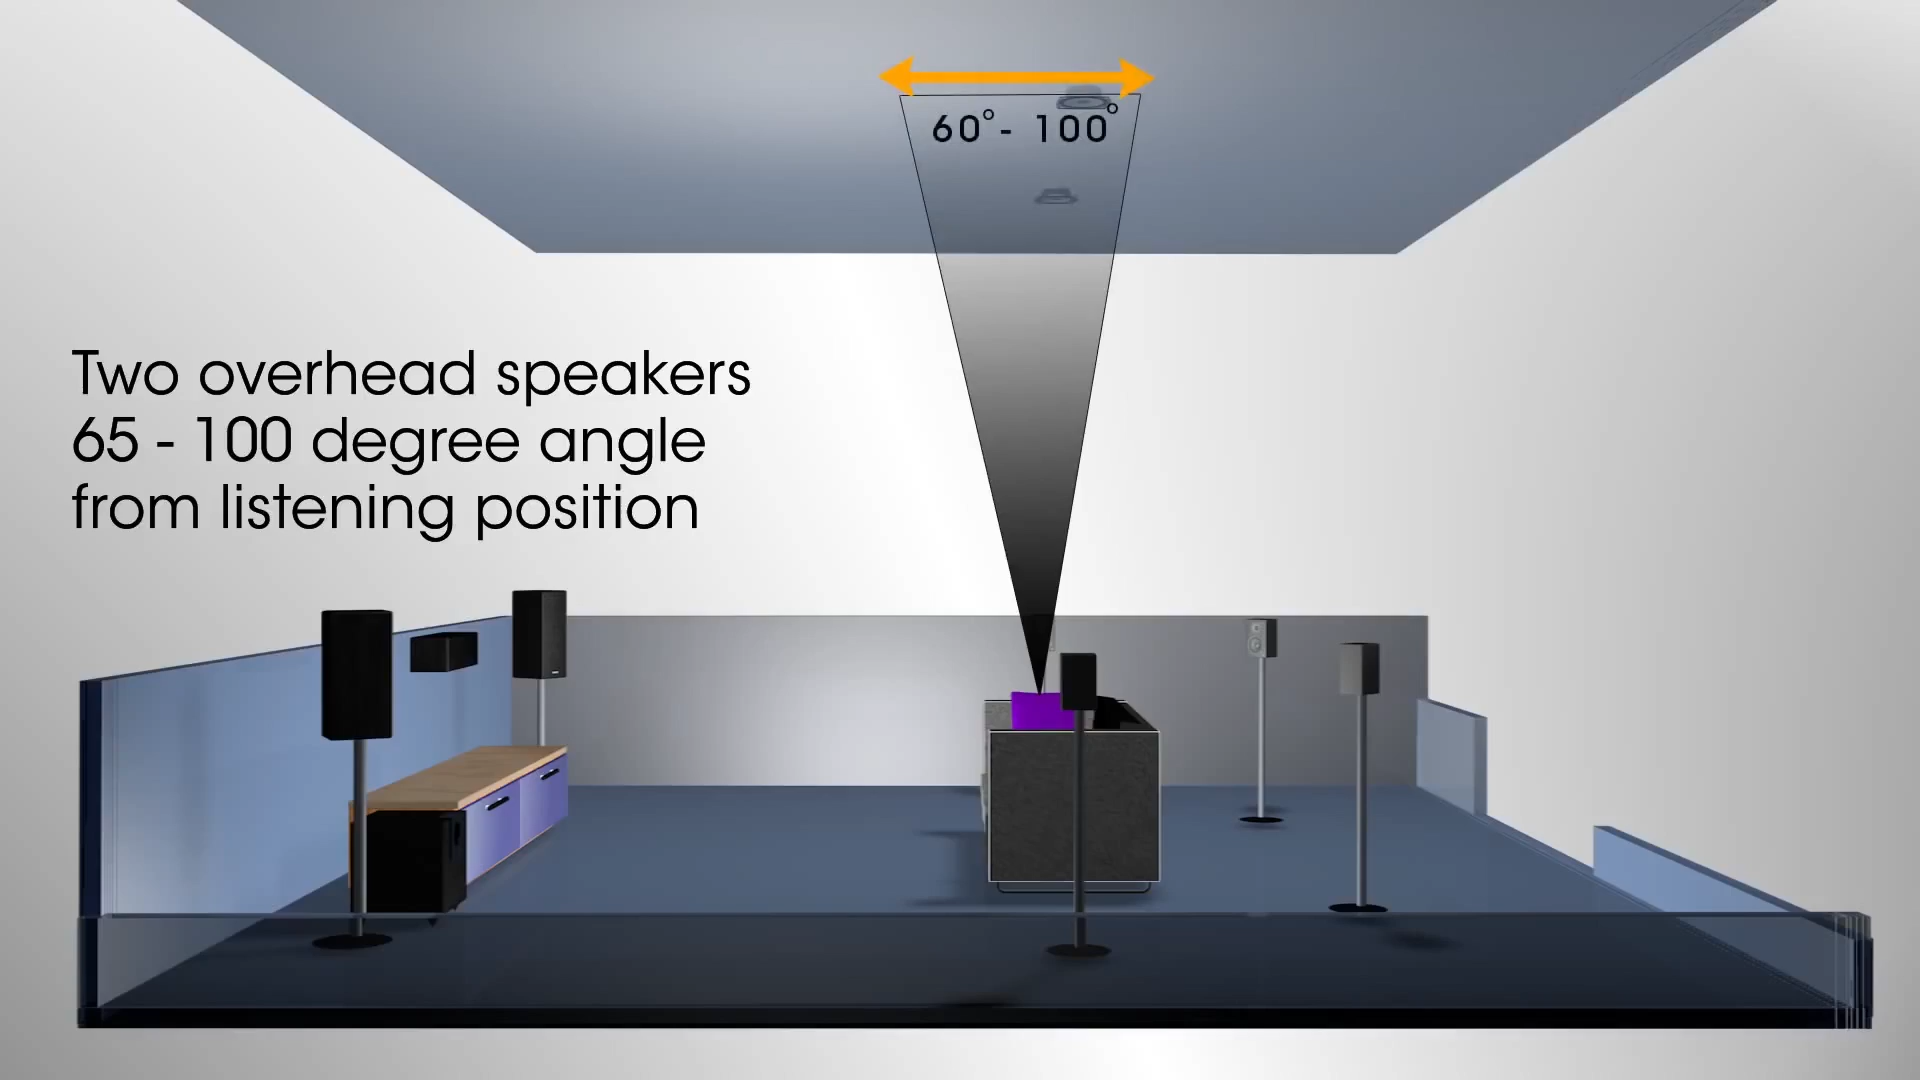 60°- 100°
Two overhead speakers
65 - 100 degree angle
from listening position